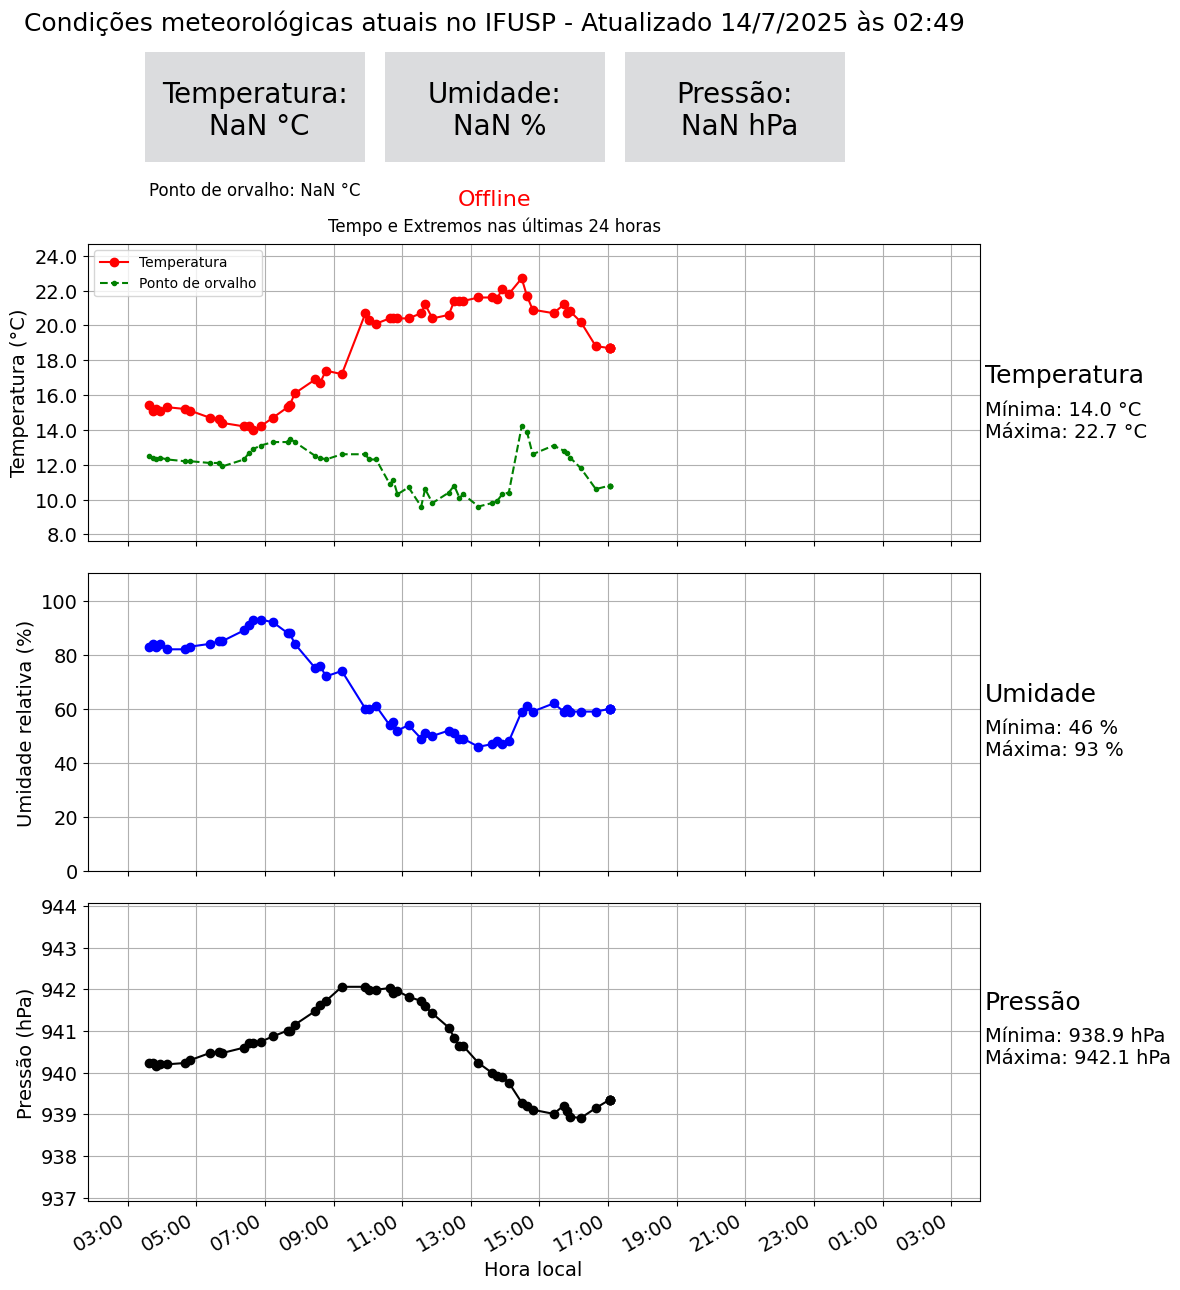 Condições meteorológicas atuais no IFUSP - Atualizado 14/7/2025 às 02:49
Temperatura:
NaN °C
Umidade:
NaN %
Pressão:
NaN hPa
Ponto de orvalho: NaN °C
Offline
Tempo e Extremos nas últimas 24 horas
Temperatura (°C)
24.0
22.0
20.0
18.0
16.0
14.0
12.0
10.0
8.0
Temperatura
Ponto de orvalho
Temperatura
Mínima: 14.0 °C
Máxima: 22.7 °C
Umidade relativa (%)
100
80
60
40
20
0
Umidade
Mínima: 46 %
Máxima: 93 %
Pressão (hPa)
944
943
942
941
940
939
938
937
Pressão
Mínima: 938.9 hPa
Máxima: 942.1 hPa
03:00 05:00 07:00 09:00 11:00 13:00 15:00 17:00 19:00 21:00 23:00 01:00 03:00
Hora local